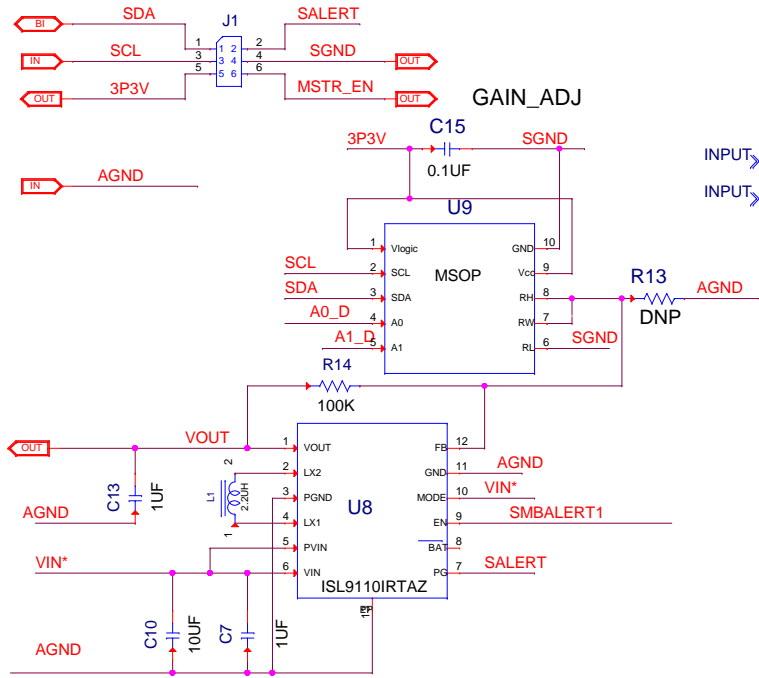 SDA J1 SALERT
BI 1 1 2 2
SCL SGND
IN 3 3 4 4 OUT
5 5 6 6
OUT 3P3V MSTR_EN OUT
GAIN_ADJ
C15
3P3V SGND
0.1UF
INPUT
IN AGND
INPUT
U9
1 Vlogic GND 10
SCL 2 SCL MSOP Vcc 9
SDA 3 SDA RH 8 R13 AGND
DNP
A0_D 4 A0 RW 7
A1_D 5 A1 RL 6 SGND
R14
100K
OUT VOUT 1 VOUT FB 12
2 LX2 GND 11 AGND
C13 1UF L1 2.2UH 2 1
3 PGND U8 MODE 10 VIN*
AGND 4 LX1 EN 9 SMBALERT1
5 PVIN BAT 8
VIN* 6 VIN PG 7 SALERT
ISL9110IRTAZ
EP
C10 10UF C7 1UF
AGND